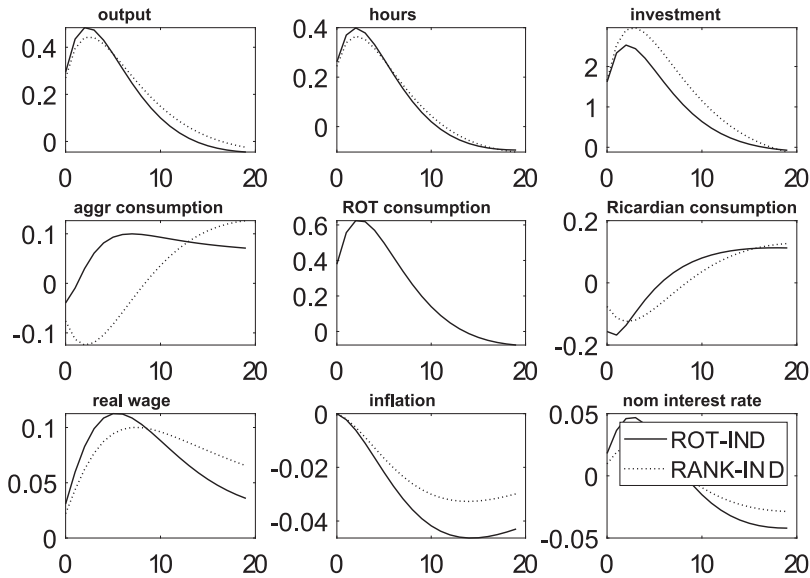 output hours investment
0.4 0.4 2
0.2 0.2 1
0 0 0
0 10 20 0 10 20 0 10 20
aggr consumption ROT consumption Ricardian consumption
0.1 0.6 0.2
0 0.4 0
-0.1 0.2 -0.2
0
0 10 20 0 10 20 0 10 20
real wage inflation nom interest rate
0.1 0 0.05
0.05 -0.02 0
0 -0.04 -0.05
ROT-IND
RANK-IND
0 10 20 0 10 20 0 10 20